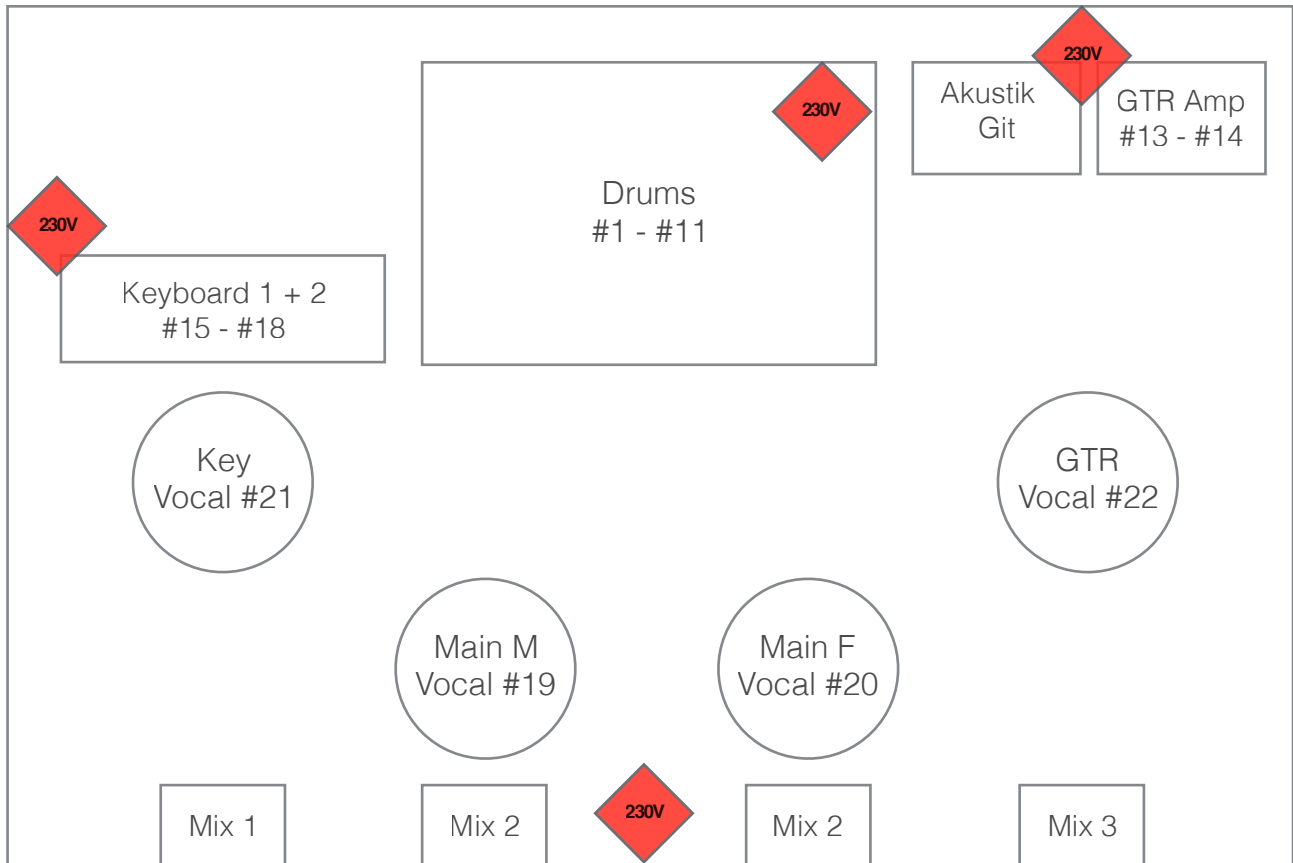 230V
Akustik
Git
GTR Amp
#13 - #14
230V
Drums
#1 - #11
230V
Keyboard 1 + 2
#15 - #18
Key
Vocal #21
GTR
Vocal #22
Main M
Vocal #19
Main F
Vocal #20
Mix 1
Mix 2
230V
Mix 2
Mix 3